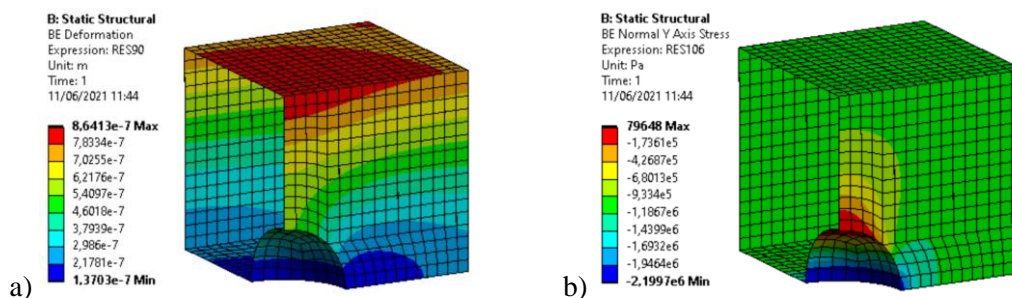 B: Static Structural
BE Deformation
Expression: RES90
Unit: m
Time: 1
11/06/2021 11:44
8,6413e-7 Max
7,8334e-7
7,0255e-7
6,2176e-7
5,4097e-7
4,6018e-7
3,7939e-7
2,986e-7
2,1781e-7
1,3703e-7 Min
a)
B: Static Structural
BE Normal Y Axis Stress
Expression: RES106
Unit: Pa
Time: 1
11/06/2021 11:44
79648 Max
-1,7361e5
-4,2687e5
-6,8013e5
-9,334e5
-1,1867e6
-1,4399e6
-1,6932e6
-1,9464e6
-2,1997e6 Min
b)